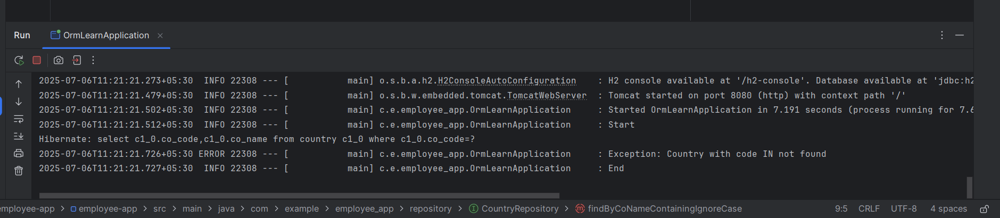 Run OrmLearnApplication
2025-07-06T11:21:21.273+05:30  INFO 22308 --- [           main] o.s.b.a.h2.H2ConsoleAutoConfiguration    : H2 console available at '/h2-console'. Database available at 'jdbc:h2
2025-07-06T11:21:21.479+05:30  INFO 22308 --- [           main] o.s.b.w.embedded.tomcat.TomcatWebServer  : Tomcat started on port 8080 (http) with context path '/'
2025-07-06T11:21:21.502+05:30  INFO 22308 --- [           main] c.e.employee_app.OrmLearnApplication     : Started OrmLearnApplication in 7.191 seconds (process running for 7.6
2025-07-06T11:21:21.512+05:30  INFO 22308 --- [           main] c.e.employee_app.OrmLearnApplication     : Start
Hibernate: select c1_0.co_code,c1_0.co_name from country c1_0 where c1_0.co_code=?
2025-07-06T11:21:21.726+05:30 ERROR 22308 --- [           main] c.e.employee_app.OrmLearnApplication     : Exception: Country with code IN not found
2025-07-06T11:21:21.727+05:30  INFO 22308 --- [           main] c.e.employee_app.OrmLearnApplication     : End
employee-app > employee-app > src > main > java > com > example > employee_app > repository > CountryRepository > findByCoNameContainingIgnoreCase 9:5 CRLF UTF-8 4 spaces